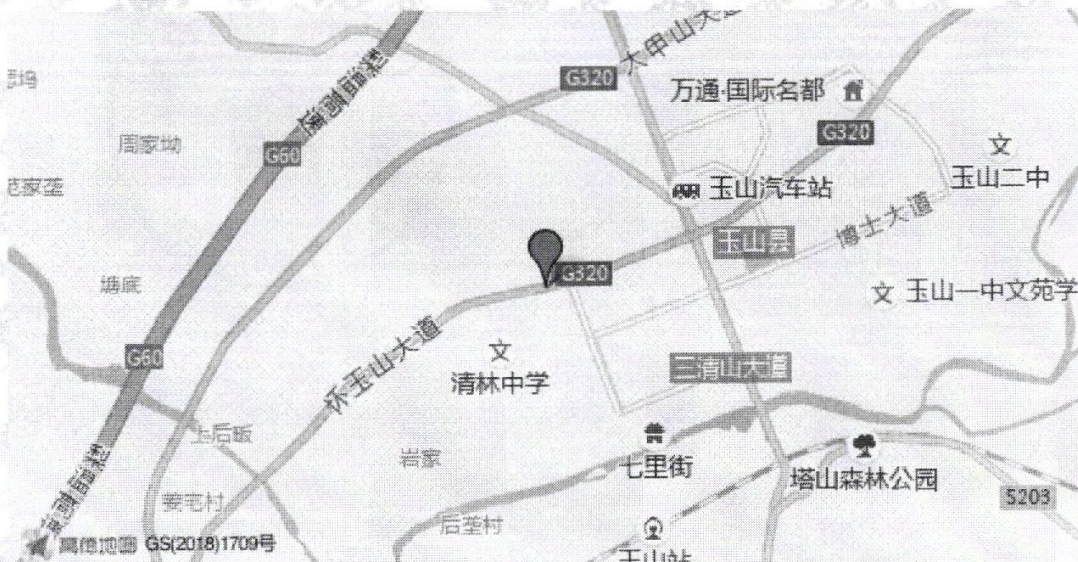 大甲山大道
G320
万通·国际名都
G320
周家坳
G60
文
玉山二中
玉山汽车站
博士大道
玉山县
塘底
G320
文
玉山一中文苑学
G60
怀玉山大道
文
清林中学
三清山大道
上后畈
岩家
七里街
塔山森林公园
姜宅村
S203
后垄村
高德地图 GS(2018)1709号
玉山站